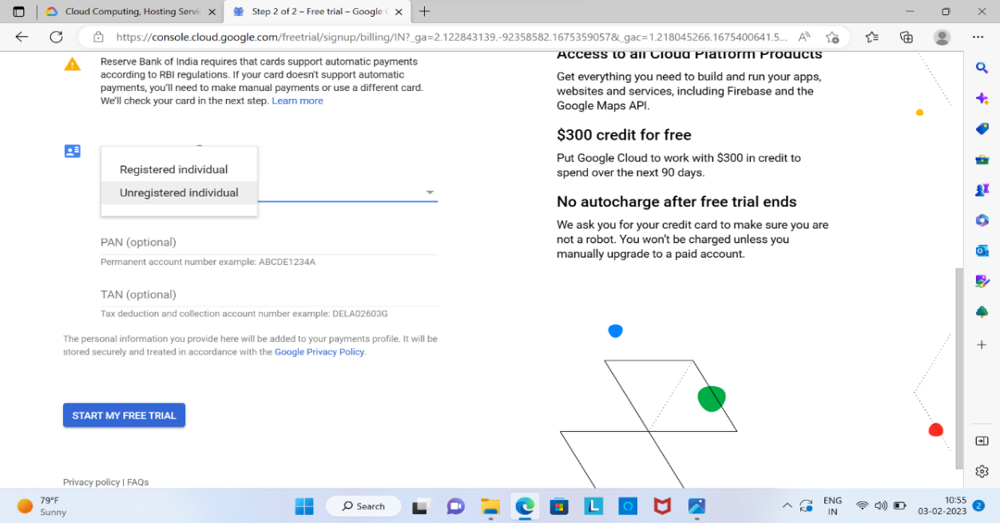 Cloud Computing, Hosting Servic
Step 2 of 2 – Free trial – Google C
https://console.cloud.google.com/freetrial/signup/billing/IN?_ga=2.122843139.-92358582.1675359057&_gac=1.218045266.1675400641.5...
Reserve Bank of India requires that cards support automatic payments
according to RBI regulations. If your card doesn't support automatic
payments, you'll need to make manual payments or use a different card.
We'll check your card in the next step. Learn more
Registered individual
Unregistered individual
PAN (optional)
Permanent account number example: ABCDE1234A
TAN (optional)
Tax deduction and collection account number example: DELA02603G
The personal information you provide here will be added to your payments profile. It will be
stored securely and treated in accordance with the Google Privacy Policy.
START MY FREE TRIAL
Privacy policy | FAQs
Access to all Cloud Platform Products
Get everything you need to build and run your apps,
websites and services, including Firebase and the
Google Maps API.
$300 credit for free
Put Google Cloud to work with $300 in credit to
spend over the next 90 days.
No autocharge after free trial ends
We ask you for your credit card to make sure you are
not a robot. You won't be charged unless you
manually upgrade to a paid account.
79°F
Sunny
Search
L
ENG
IN
10:55
03-02-2023
2